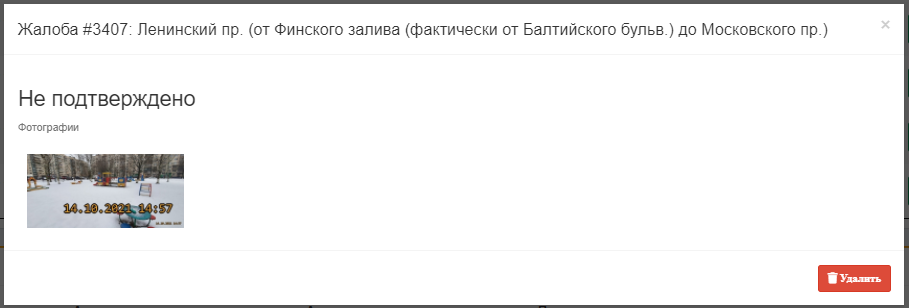 Жалоба #3407: Ленинский пр. (от Финского залива (фактически от Балтийского бульв.) до Московского пр.)
×
Не подтверждено
Фотографии
14.10.2021 14:57
Удалить